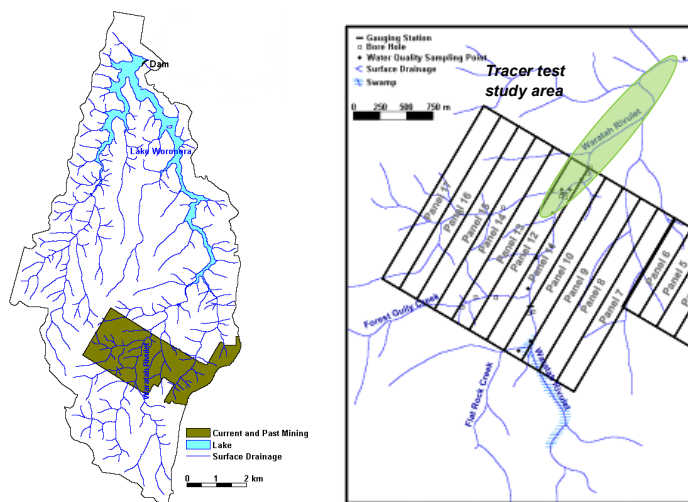 Dam
Lake Woronora
Waratah Rivulet
Current and Past Mining
Lake
Surface Drainage
0 1 2 km
Gauging Station
Bore Hole
Water Quality Sampling Point
Surface Drainage
Swamp
0 250 500 750 m
Tracer test
study area
Waratah Rivulet
Panel 17
Panel 16
Panel 15
Panel 14
Panel 13
Panel 12
Panel 11
Panel 10
Panel 9
Panel 8
Panel 7
Panel 6
Panel 5
Forest Gully Creek
Flat Rock Creek
Waratah Rivulet